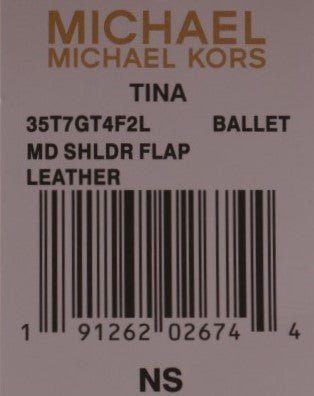 MICHAEL
MICHAEL KORS
TINA
35T7GT4F2L BALLET
MD SHLDR FLAP
LEATHER
1 91262 02674 4
NS